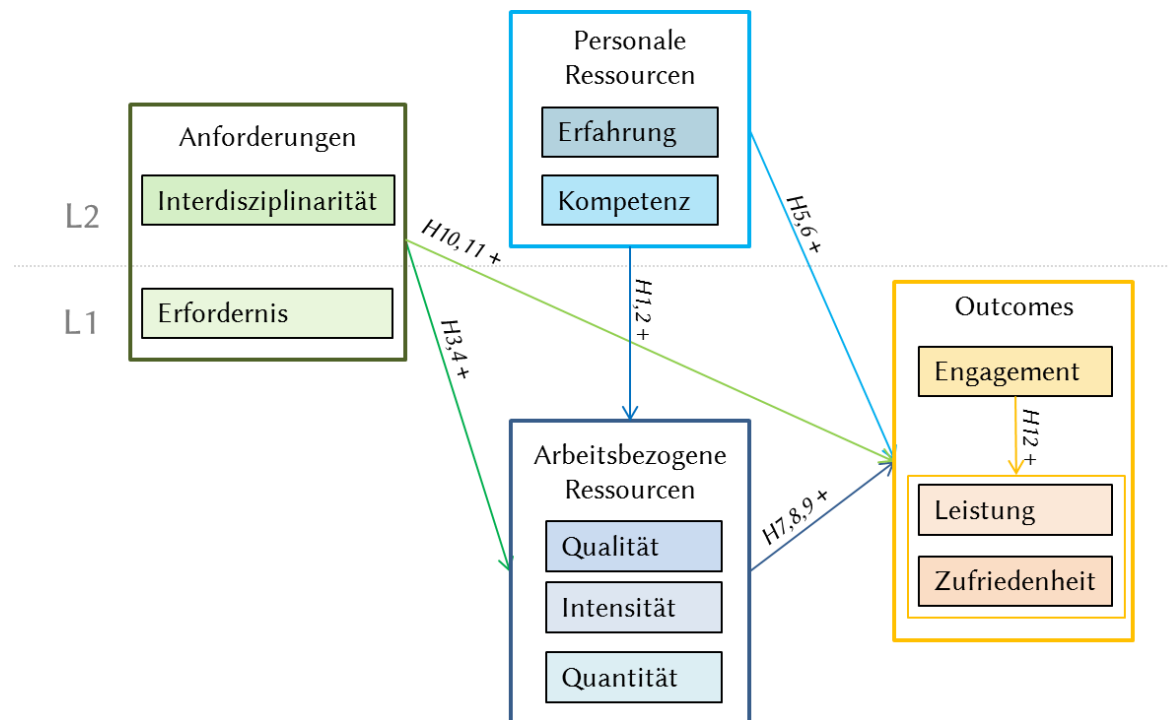 Personale
Ressourcen
Erfahrung
Kompetenz
Anforderungen
Interdisziplinarität
Erfordernis
L2
L1
H10,11 +
H5,6 +
H1,2 +
H3,4 +
Outcomes
Engagement
H12 +
Leistung
Zufriedenheit
Arbeitsbezogene
Ressourcen
Qualität
Intensität
Quantität
H7,8,9 +